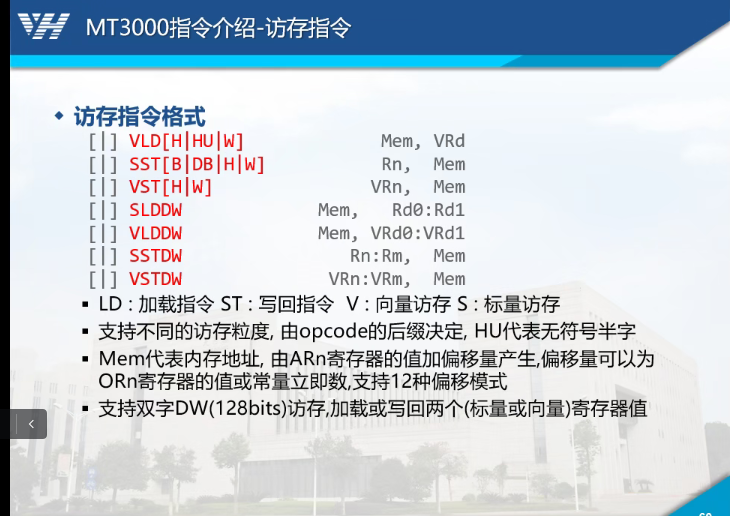 MT3000指令介绍-访存指令
访存指令格式
[|] VLD[H|HU|W] Mem, VRd
[|] SST[B|DB|H|W] Rn, Mem
[|] VST[H|W] VRn, Mem
[|] SLDDW Mem, Rd0:Rd1
[|] VLDDW Mem, VRd0:VRd1
[|] SSTDW Rn:Rm, Mem
[|] VSTDW VRn:VRm, Mem
LD : 加载指令 ST : 写回指令 V : 向量访存 S : 标量访存
支持不同的访存粒度, 由opcode的后缀决定, HU代表无符号半字
Mem代表内存地址, 由ARn寄存器的值加偏移量产生,偏移量可以为
ORn寄存器的值或常量立即数,支持12种偏移模式
支持双字DW(128bits)访存,加载或写回两个(标量或向量)寄存器值